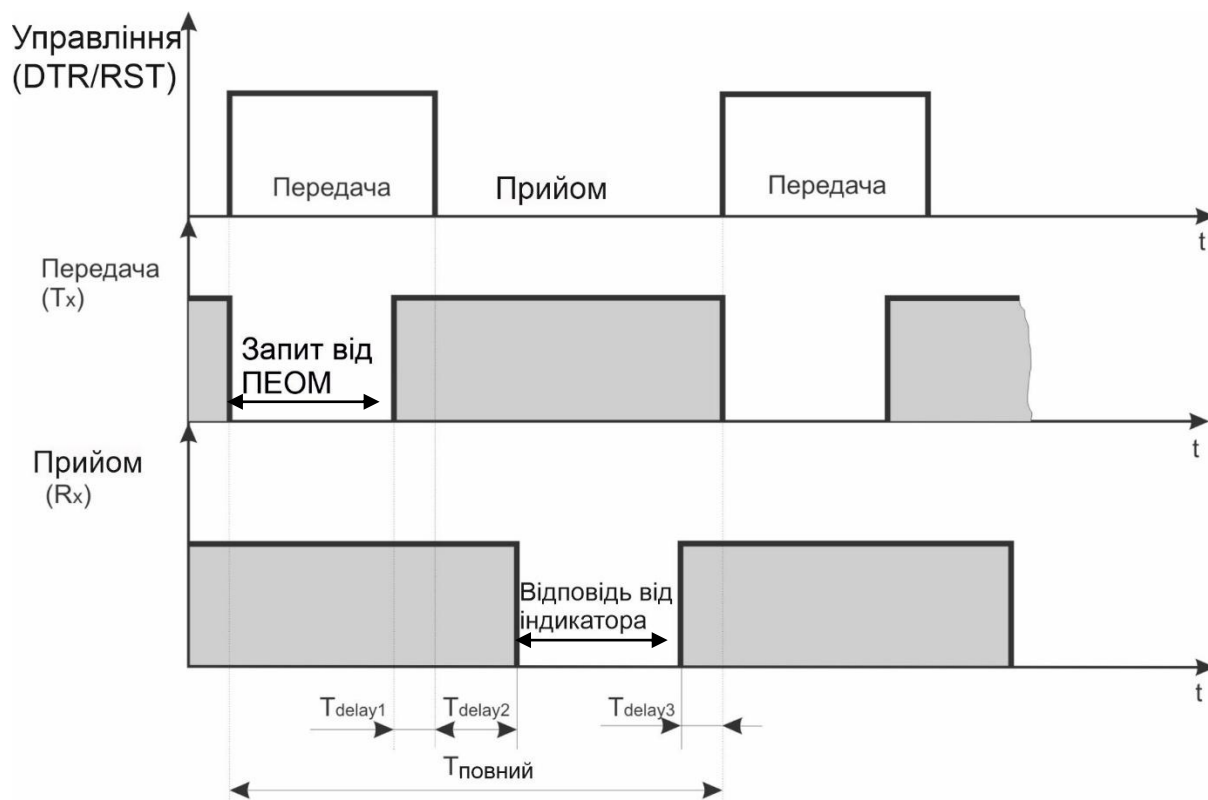 Управління
(DTR/RST)
Передача
Прийом
Передача
t
Передача
(Tx)
Запит від
ПЕОМ
t
Прийом
(Rx)
Відповідь від
індикатора
t
Tdelay1
Tdelay2
Tdelay3
Tповний